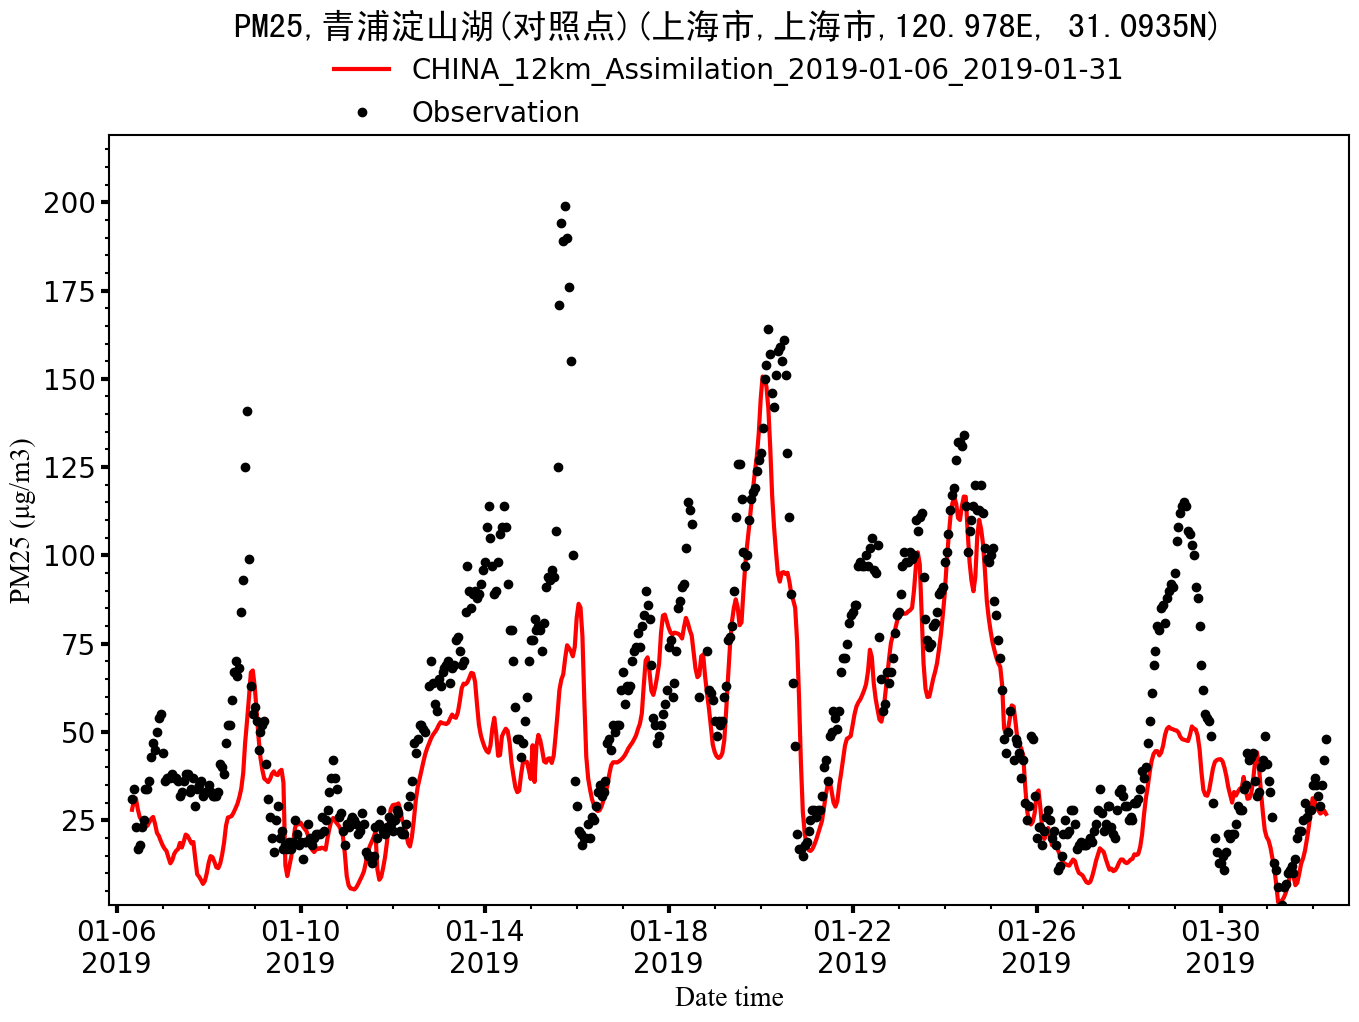 PM25,青浦淀山湖(对照点)(上海市,上海市,120.978E, 31.0935N)
CHINA_12km_Assimilation_2019-01-06_2019-01-31
Observation
200
175
150
125
100
75
50
25
PM25 (μg/m3)
01-06 01-10 01-14 01-18 01-22 01-26 01-30
2019 2019 2019 2019 2019 2019 2019
Date time